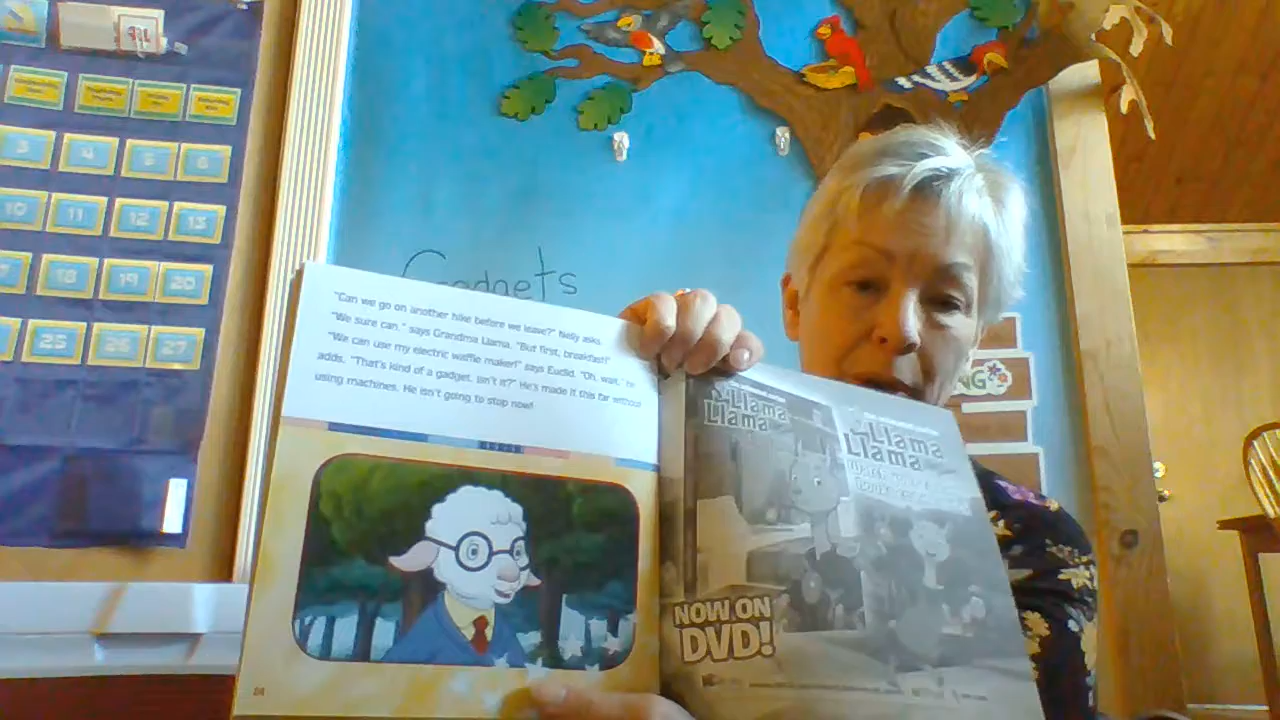 3 4 5 6
10 11 12 13
18 19 20
25 26 27
Gadgets
"Can we go on another hike before we leave?" Nelly asks.
"We sure can," says Grandma Llama. "But first, breakfast!"
"We can use my electric waffle maker!" says Euclid. "Oh, wait," he
adds. "That's kind of a gadget, isn't it?" He's made it this far without
using machines. He isn't going to stop now!
24
Llama
Llama
Llama
Llama
NOW ON
DVD!
NG